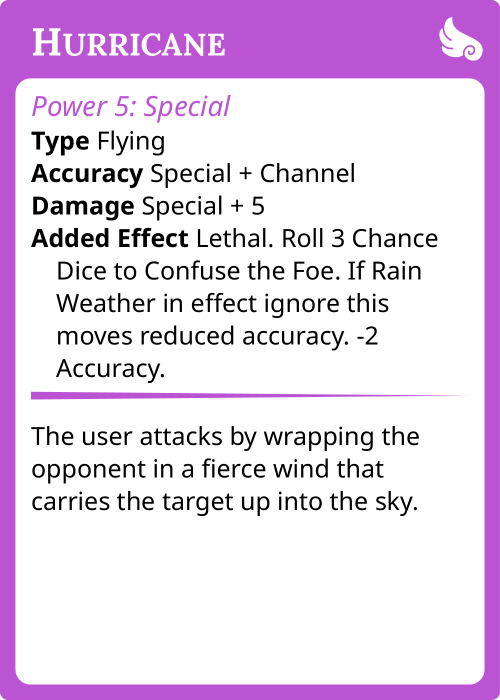 HURRICANE
Power 5: Special
Type Flying
Accuracy Special + Channel
Damage Special + 5
Added Effect Lethal. Roll 3 Chance
Dice to Confuse the Foe. If Rain
Weather in effect ignore this
moves reduced accuracy. -2
Accuracy.
The user attacks by wrapping the
opponent in a fierce wind that
carries the target up into the sky.